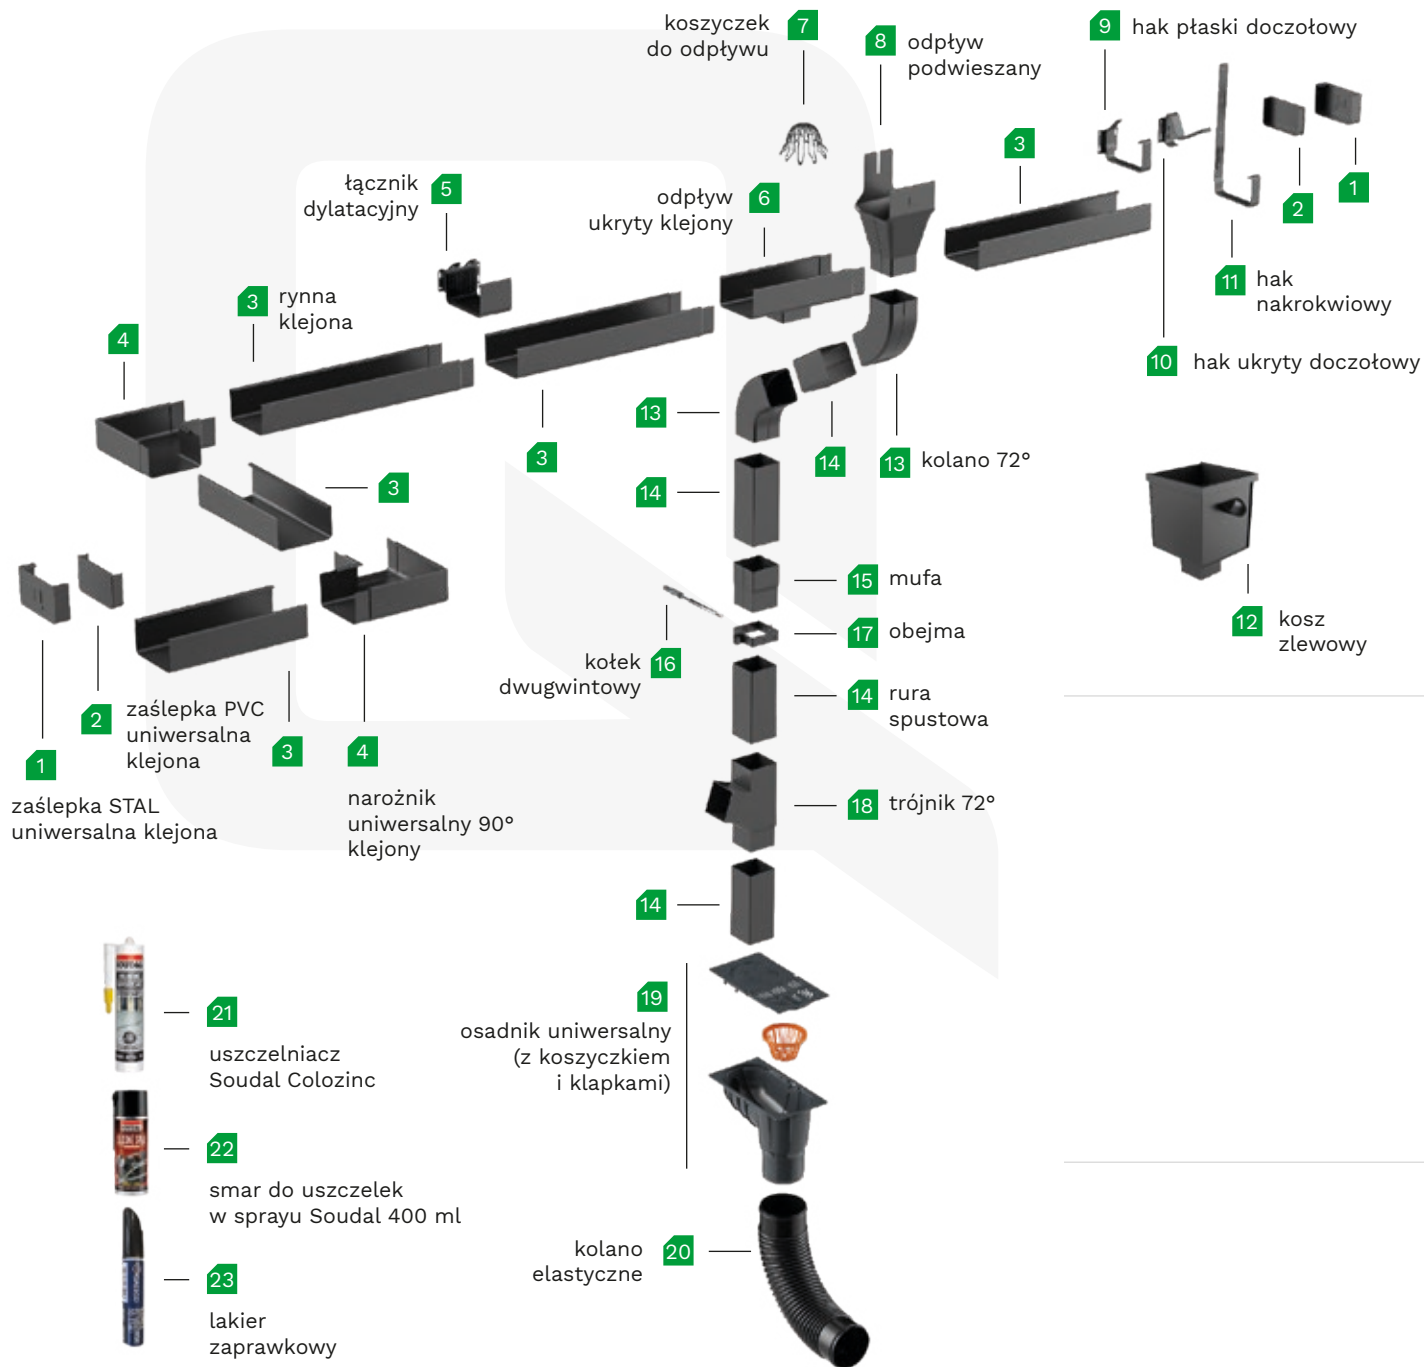 koszyczek
do odpływu
7
8
odpływ
podwieszany
9
hak płaski doczołowy
3
łącznik
dylatacyjny
5
odpływ
ukryty klejony
6
2
1
11
hak
nakrokwiowy
10
hak ukryty doczołowy
3
rynna
klejona
4
13
3
14
13
kolano 72°
3
14
15
mufa
17
obejma
kołek
dwugwintowy
16
12
kosz
zlewowy
14
rura
spustowa
2
zaślepka PVC
uniwersalna
klejona
3
4
1
zaślepka STAL
uniwersalna klejona
narożnik
uniwersalny 90°
klejony
18
trójnik 72°
14
19
osadnik uniwersalny
(z koszyczkiem
i klapkami)
21
uszczelniacz
Soudal Colozinc
22
smar do uszczelek
w sprayu Soudal 400 ml
kolano
elastyczne
20
23
lakier
zaprawkowy